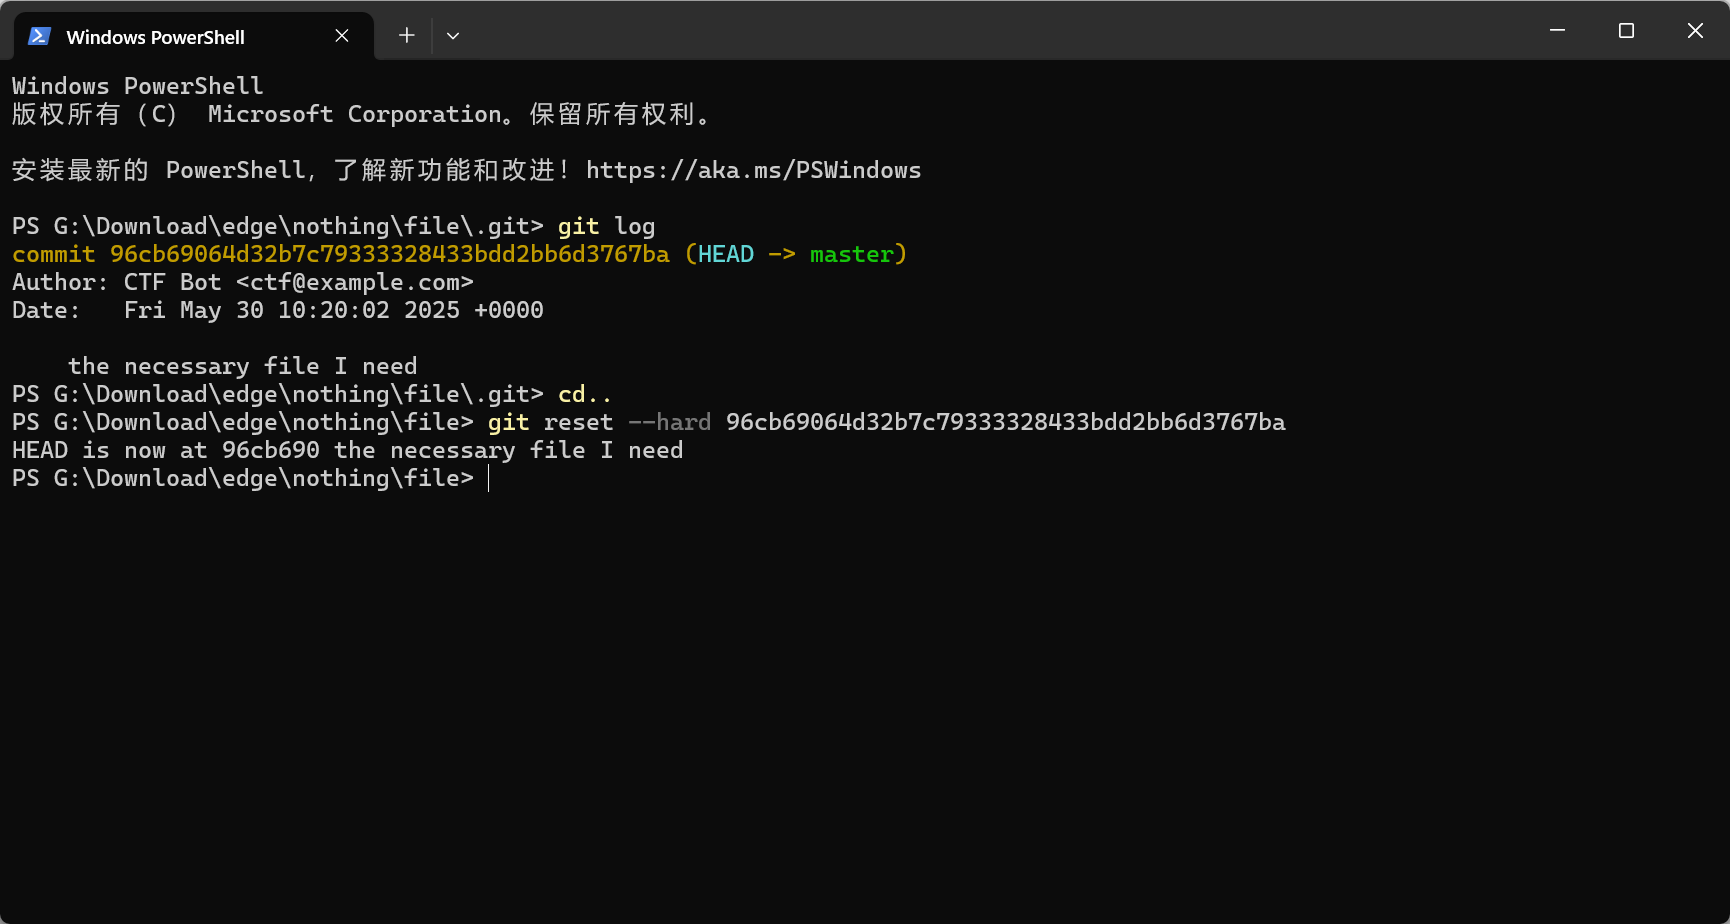 Windows PowerShell
Windows PowerShell
版权所有 (C)  Microsoft Corporation。保留所有权利。
安装最新的 PowerShell，了解新功能和改进！https://aka.ms/PSWindows
PS G:\Download\edge\nothing\file\.git> git log
commit 96cb69064d32b7c79333328433bdd2bb6d3767ba (HEAD -> master)
Author: CTF Bot <ctf@example.com>
Date:   Fri May 30 10:20:02 2025 +0000
    the necessary file I need
PS G:\Download\edge\nothing\file\.git> cd..
PS G:\Download\edge\nothing\file> git reset --hard 96cb69064d32b7c79333328433bdd2bb6d3767ba
HEAD is now at 96cb690 the necessary file I need
PS G:\Download\edge\nothing\file>